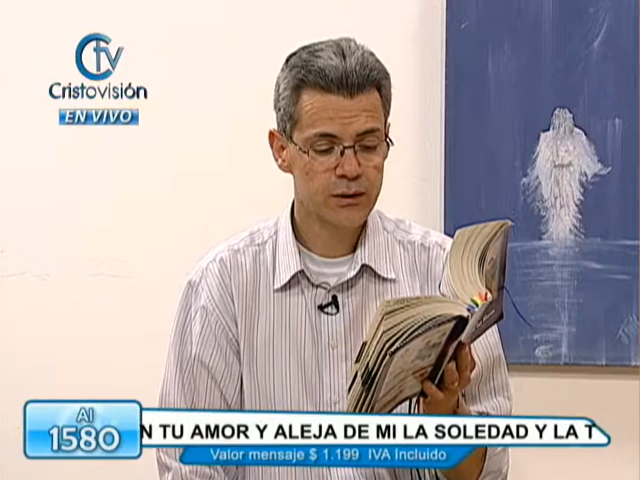 Ctv
Cristovisión
EN VIVO
Al
1580
N TU AMOR Y ALEJA DE MI LA SOLEDAD Y LA T
Valor mensaje $ 1.199 IVA Incluido